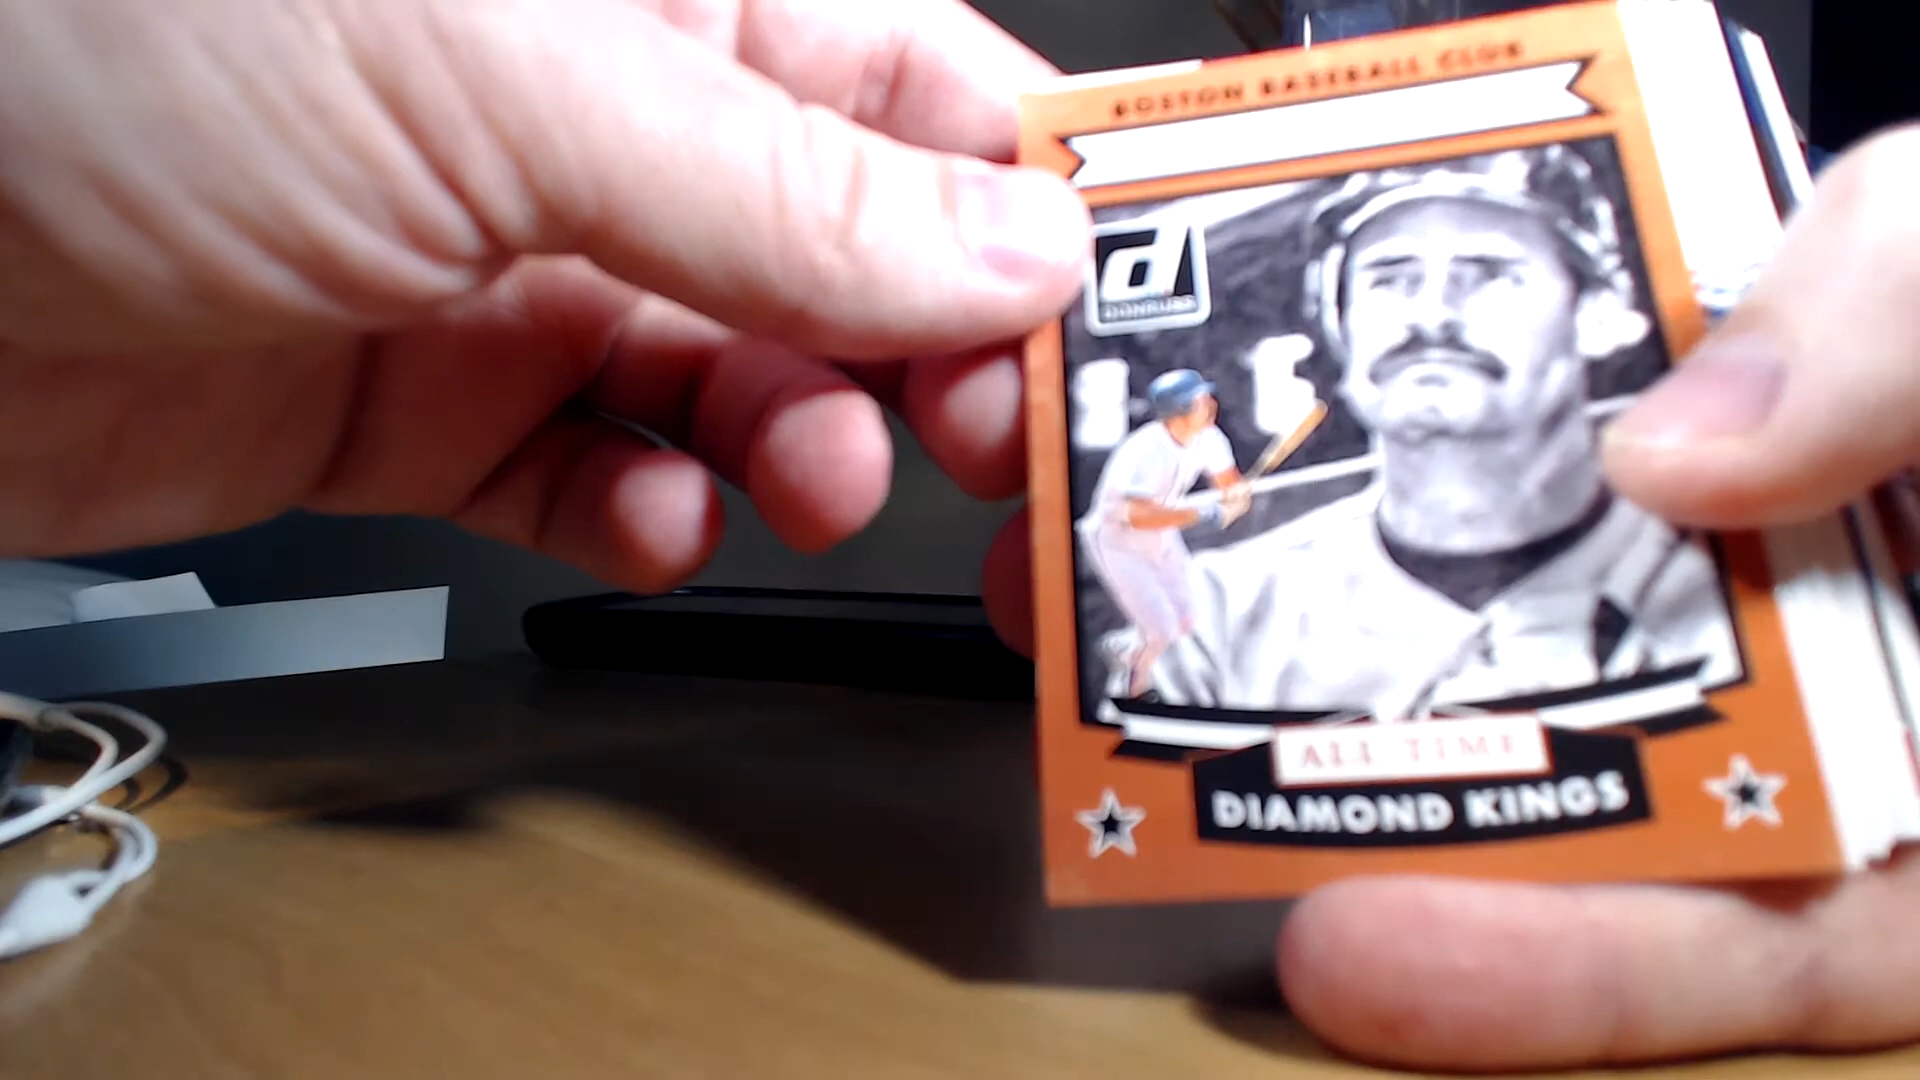 BOSTON BASEBALL CLUB
d
DONRUSS
ALL TIME
DIAMOND KINGS